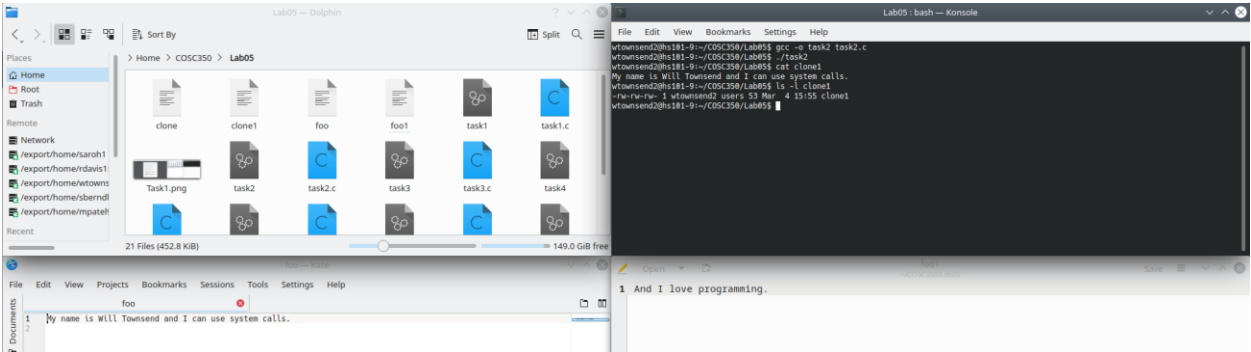 Lab05 — Dolphin
Sort By
Split
Places
Home
Root
Trash
Remote
Network
/export/home/saroh1
/export/home/rdavis1
/export/home/wtowns
/export/home/sberndl
/export/home/mpatel
Recent
> Home > COSC350 > Lab05
clone clone1 foo foo1 task1 task1.c
Task1.png task2 task2.c task3 task3.c task4
21 Files (452.8 KiB)
149.0 GiB free
Lab05 : bash — Konsole
File Edit View Bookmarks Settings Help
wtownsend2@hs101-9:~/COSC350/Lab05$ gcc -o task2 task2.c
wtownsend2@hs101-9:~/COSC350/Lab05$ ./task2
wtownsend2@hs101-9:~/COSC350/Lab05$ cat clone1
My name is Will Townsend and I can use system calls.
wtownsend2@hs101-9:~/COSC350/Lab05$ ls -l clone1
-rw-rw-rw- 1 wtownsend2 users 53 Mar  4 15:55 clone1
wtownsend2@hs101-9:~/COSC350/Lab05$
foo — Kate
File Edit View Projects Bookmarks Sessions Tools Settings Help
foo
Documents
1 My name is Will Townsend and I can use system calls.
2
Open
foo1
Save
1 And I love programming.